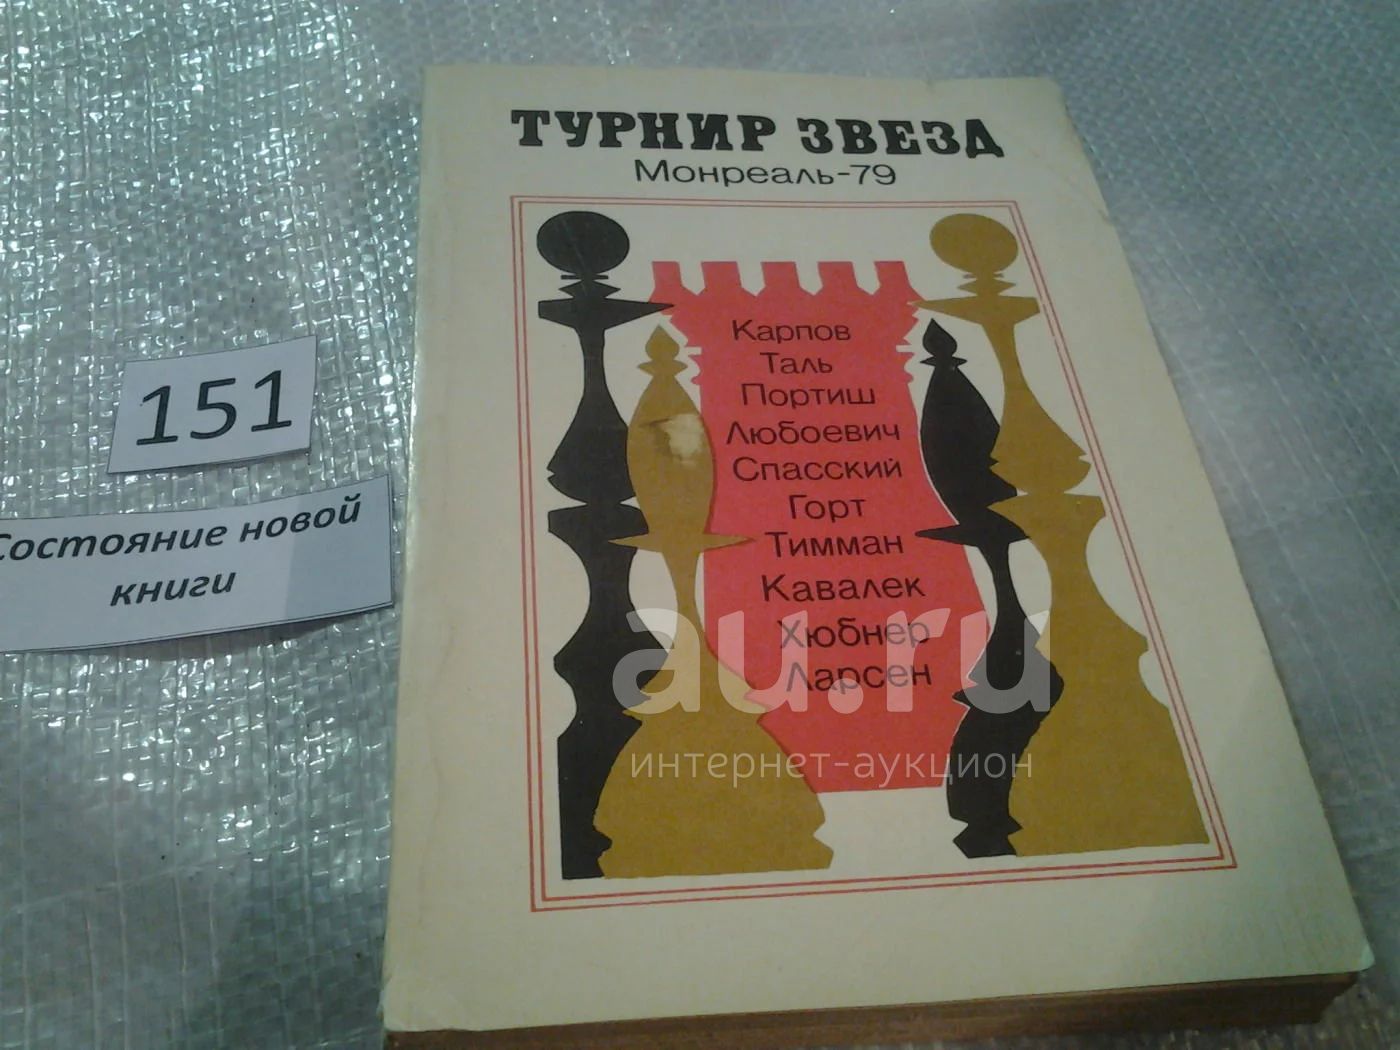 ТУРНИР ЗВЕЗД
Монреаль-79
Карпов
Таль
Портиш
Любоевич
Спасский
Горт
Тимман
Кавалек
Хюбнер
Ларсен
151
Состояние новой
книги
au.ru
интернет-аукцион